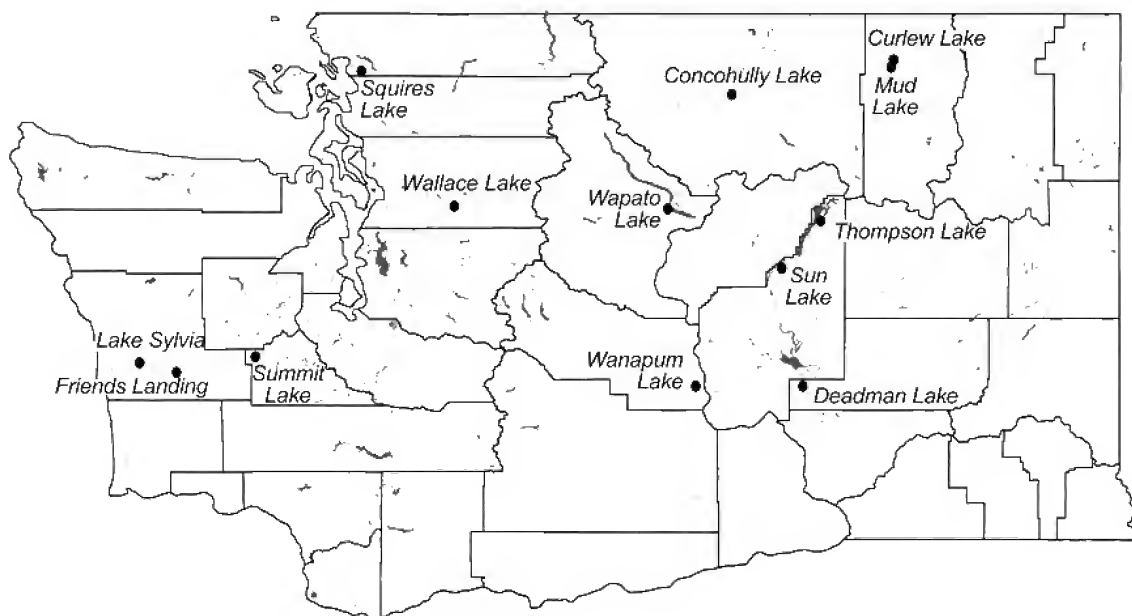 Curlew Lake
Concohully Lake
Mud
Lake
Squires
Lake
Wallace Lake
Wapato
Lake
Thompson Lake
Sun
Lake
Lake Sylvia
Friends Landing
Summit
Lake
Wanapum
Lake
Deadman Lake